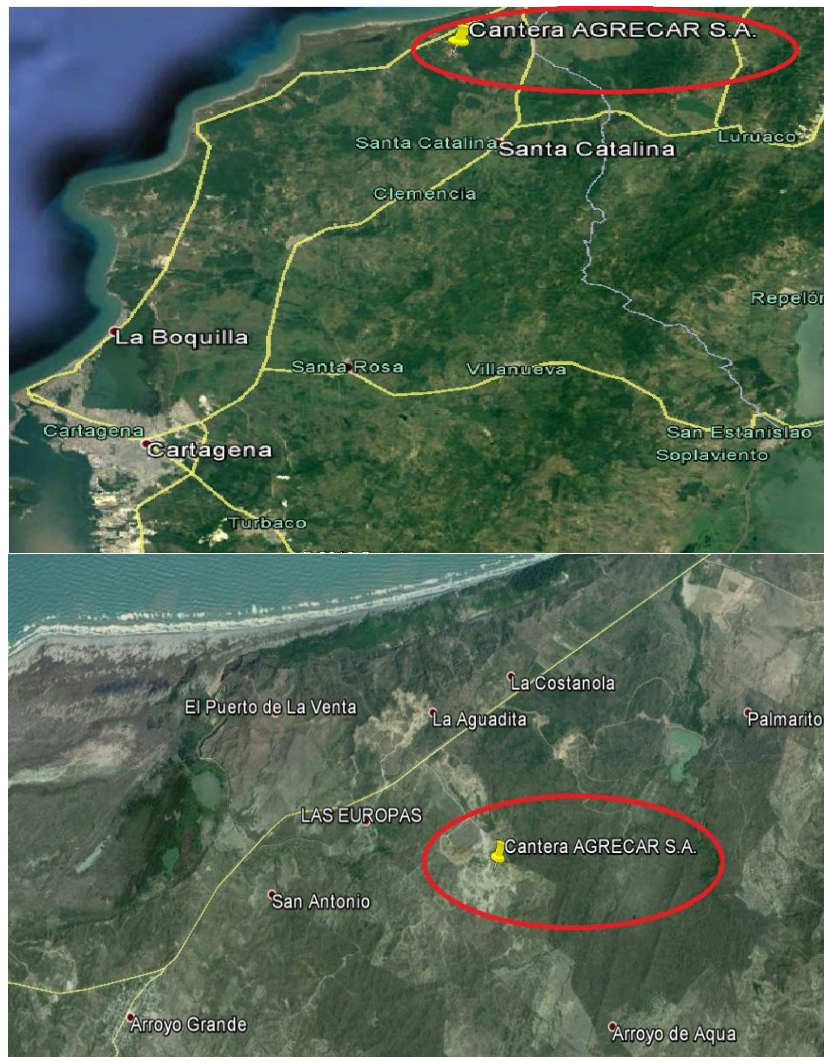 Cantera AGRECAR S.A.
Santa Catalina
Santa Catalina
Luruaco
Clemencia
Repelón
La Boquilla
Santa Rosa
Villanueva
Cartagena
Cartagena
San Estanislao
Soplaviento
Turbaco
La Costanola
El Puerto de La Venta
La Aguadita
Palmarito
LAS EUROPAS
Cantera AGRECAR S.A.
San Antonio
Arroyo Grande
Arroyo de Aqua